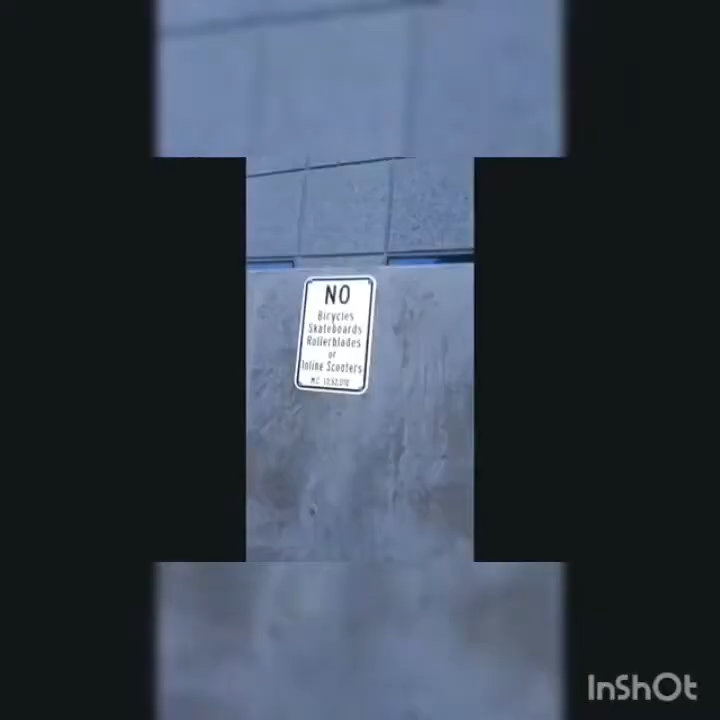 NO
Bicycles
Skateboards
Rollerblades
or
Inline Scooters
M.C.
InShOt